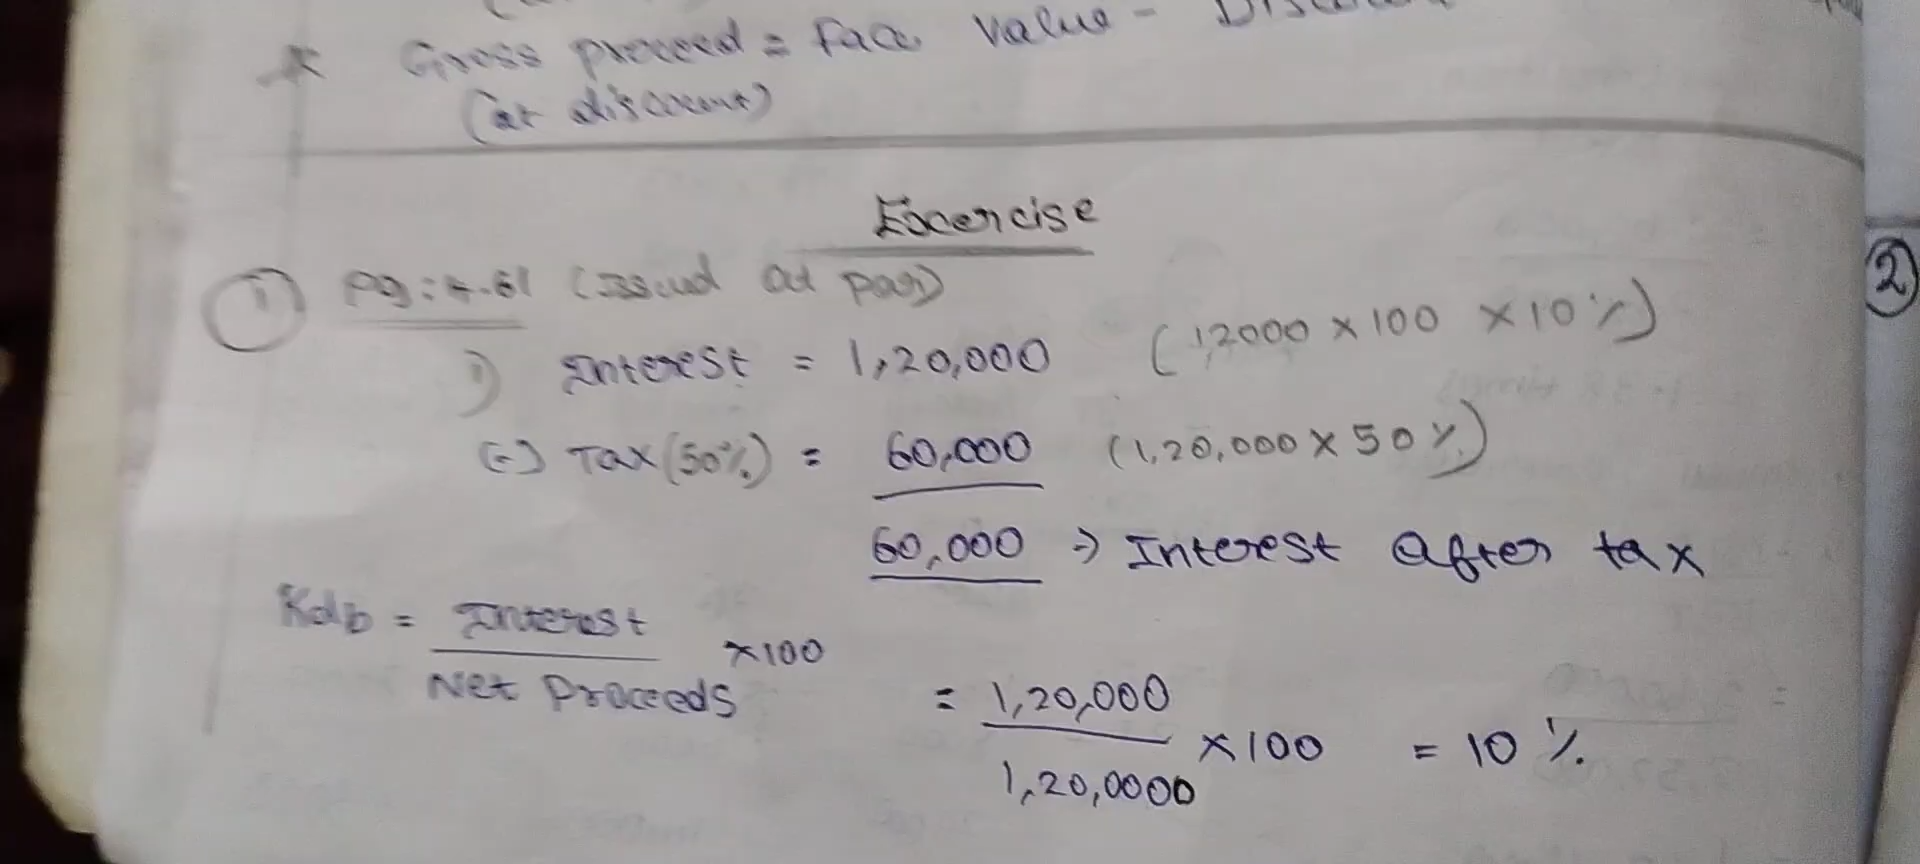 * Gross proceed = Face value -
(at discount)
Excercise
① Pg: 4.61 (Issued at par)
i) Interest = 1,20,000 (12000 x 100 x 10%)
(-) Tax (50%) = 60,000 (1,20,000 x 50%)
60,000 → Interest after tax
Kdb = Interest / Net Proceeds x100
= 1,20,000 / 1,20,0000 x 100 = 10%
②